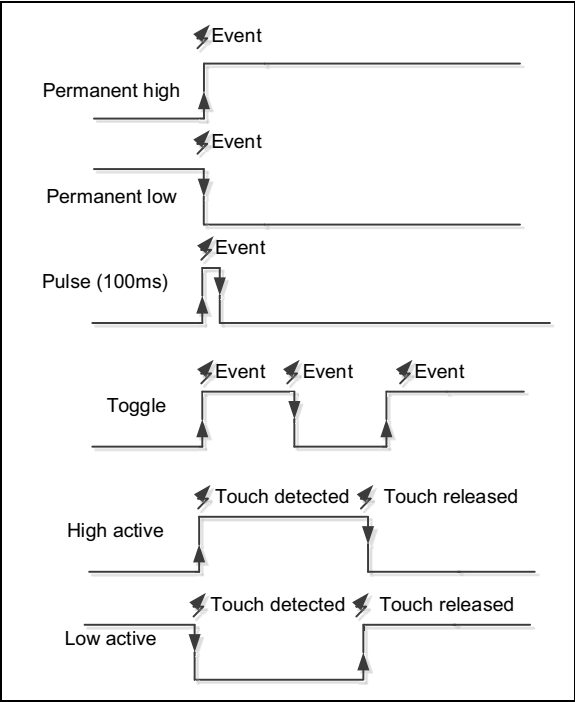 Event
Permanent high
Event
Permanent low
Event
Pulse (100ms)
Event Event Event
Toggle
Touch detected Touch released
High active
Touch detected Touch released
Low active